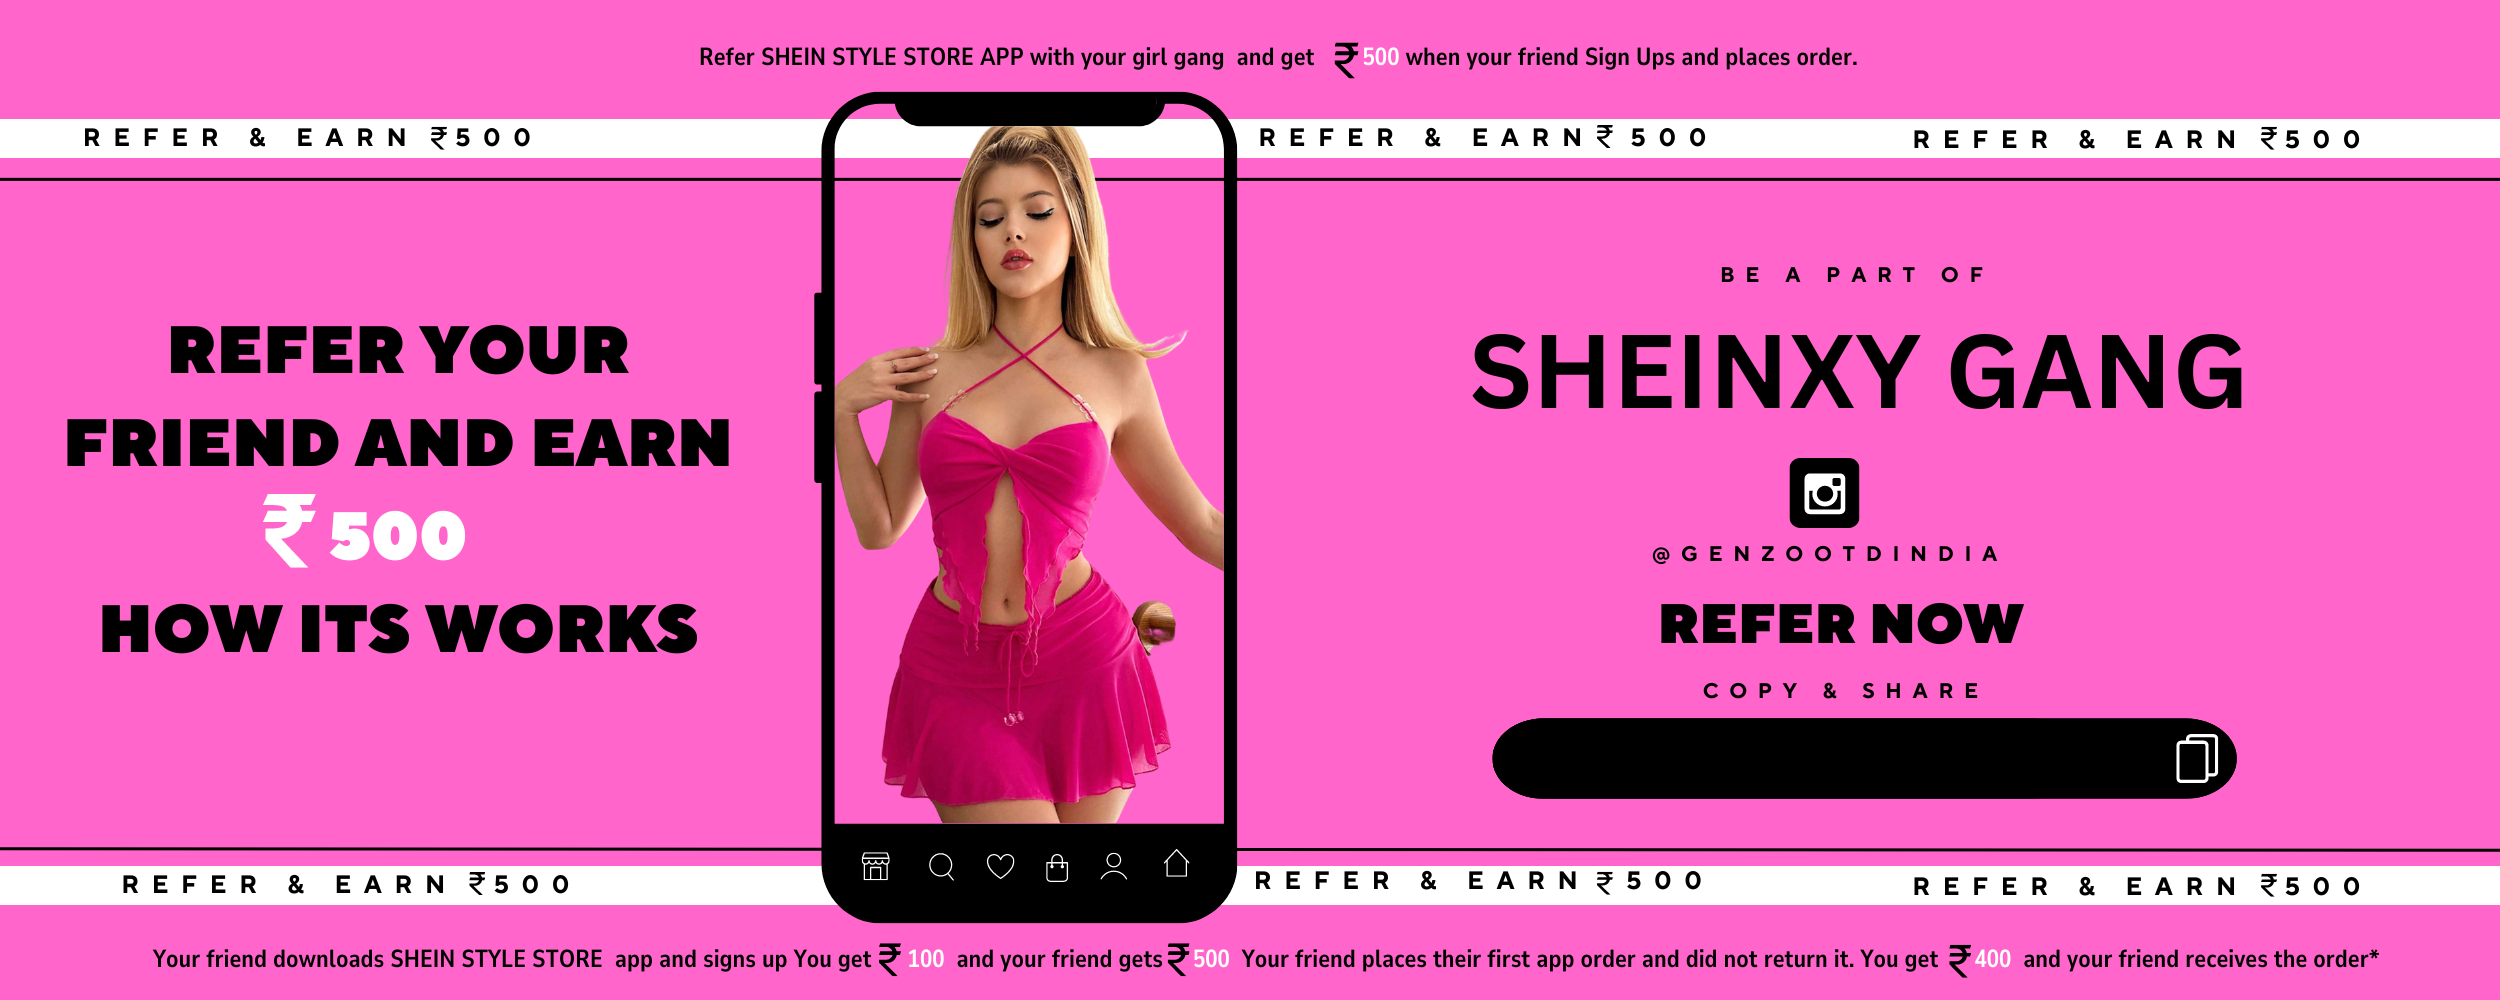 Refer SHEIN STYLE STORE APP with your girl gang and get ₹500 when your friend Sign Ups and places order.
REFER & EARN ₹500
REFER & EARN ₹500
REFER & EARN ₹500
REFER YOUR
FRIEND AND EARN
₹500
HOW ITS WORKS
BE A PART OF
SHEINXY GANG
@GENZOOTDINDIA
REFER NOW
COPY & SHARE
REFER & EARN ₹500
REFER & EARN ₹500
REFER & EARN ₹500
Your friend downloads SHEIN STYLE STORE app and signs up You get ₹100 and your friend gets ₹500 Your friend places their first app order and did not return it. You get ₹400 and your friend receives the order*